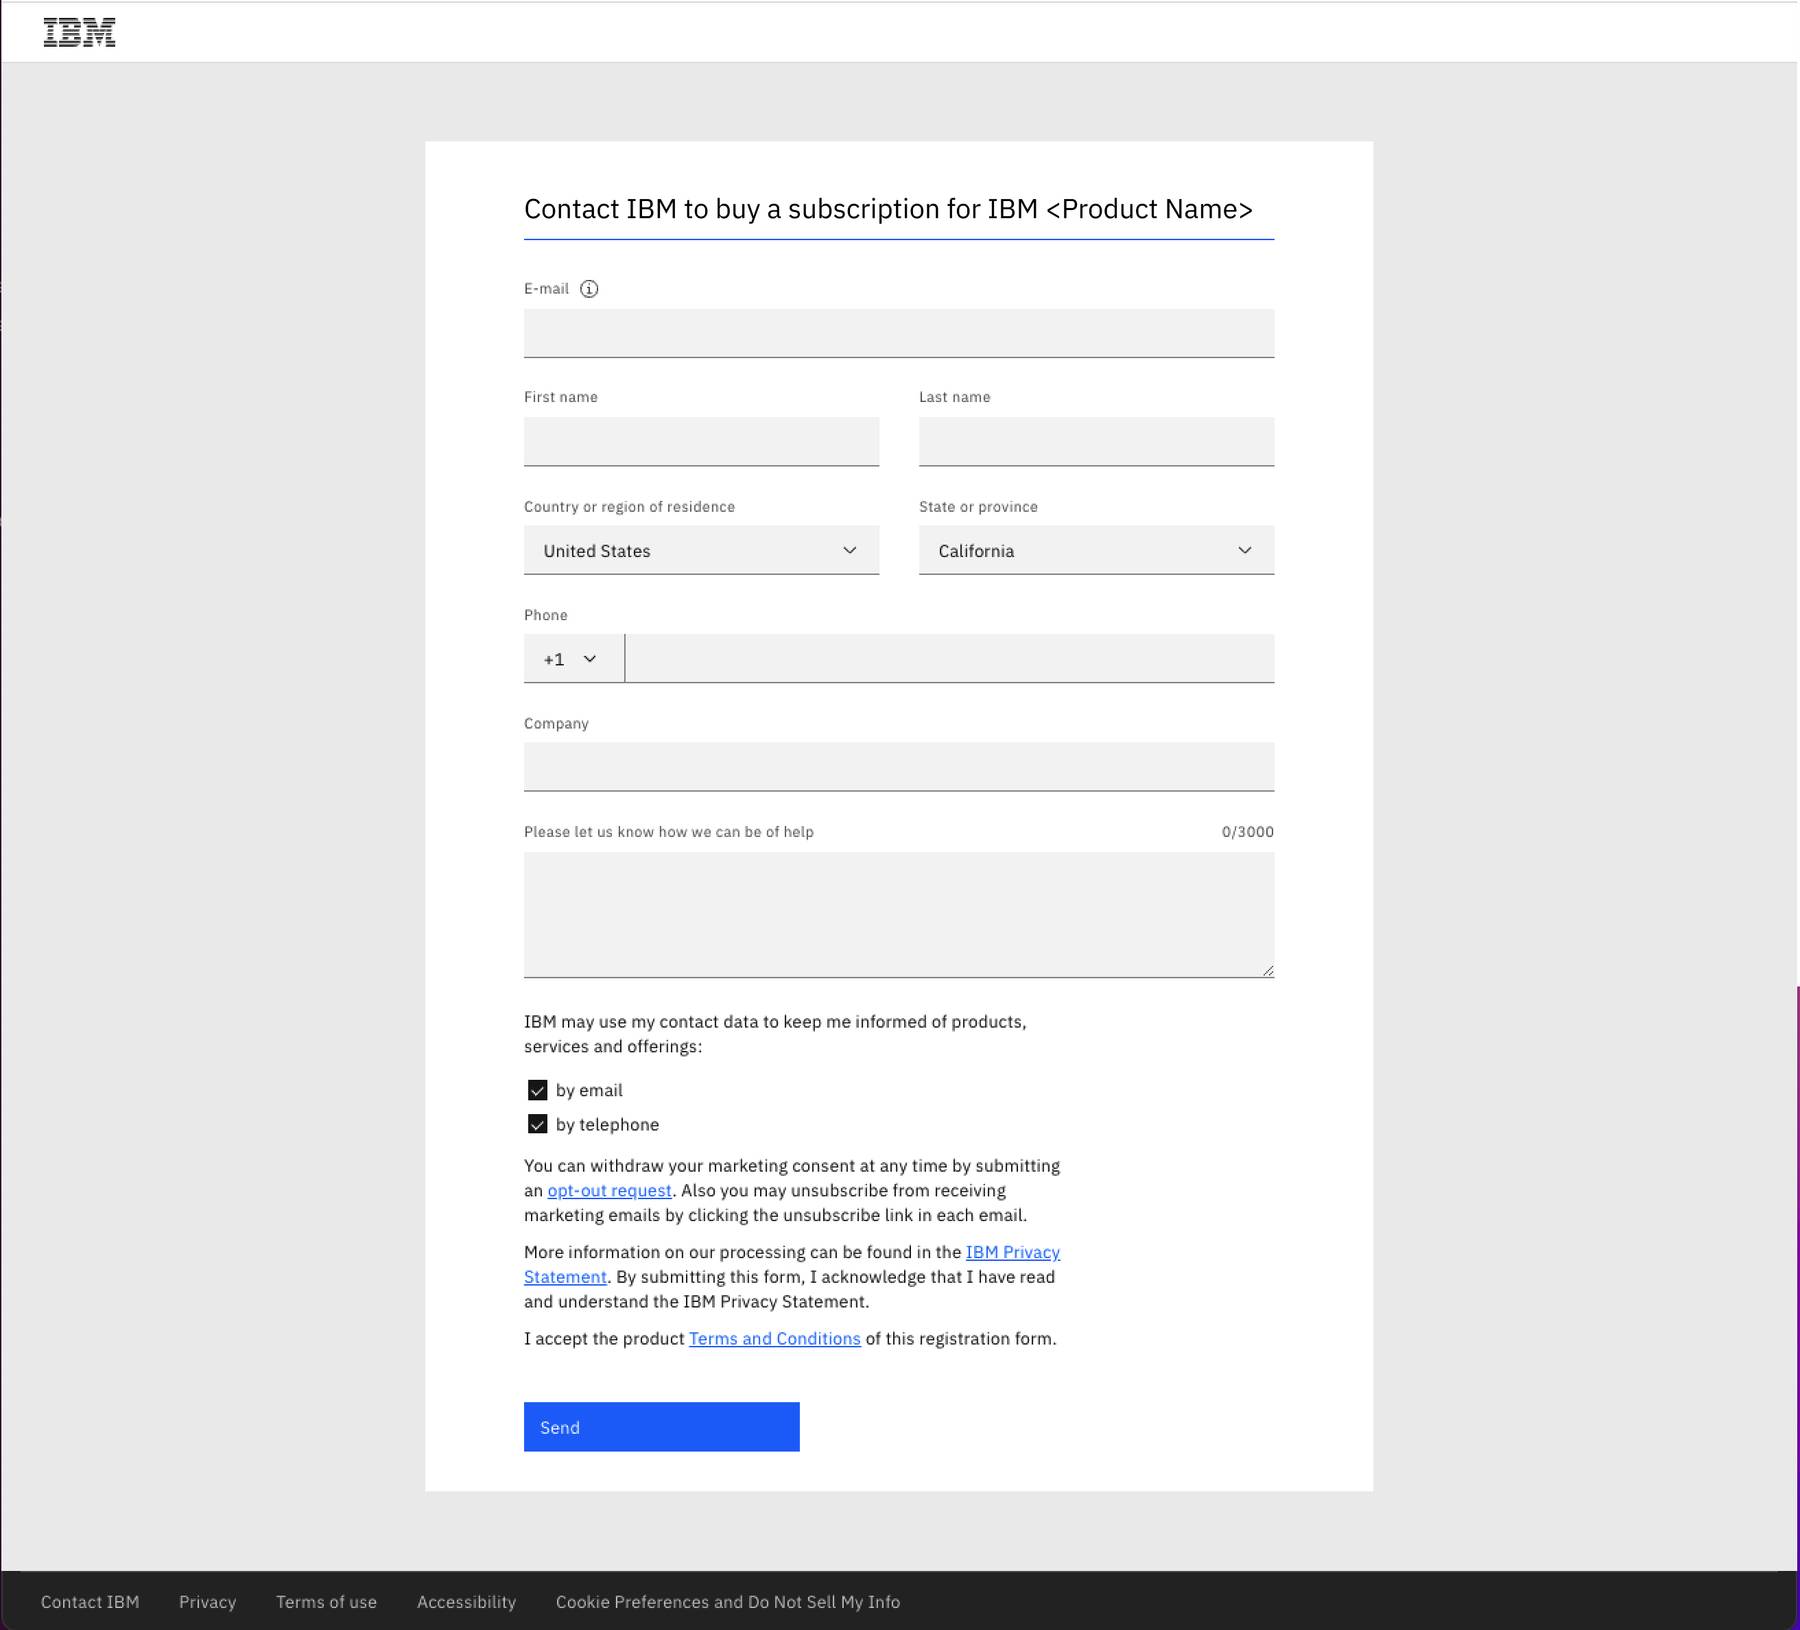 IBM
Contact IBM to buy a subscription for IBM <Product Name>
E-mail
First name
Last name
Country or region of residence
State or province
United States
California
Phone
+1
Company
Please let us know how we can be of help
0/3000
IBM may use my contact data to keep me informed of products,
services and offerings:
by email
by telephone
You can withdraw your marketing consent at any time by submitting
an opt-out request. Also you may unsubscribe from receiving
marketing emails by clicking the unsubscribe link in each email.
More information on our processing can be found in the IBM Privacy
Statement. By submitting this form, I acknowledge that I have read
and understand the IBM Privacy Statement.
I accept the product Terms and Conditions of this registration form.
Send
Contact IBM
Privacy
Terms of use
Accessibility
Cookie Preferences and Do Not Sell My Info